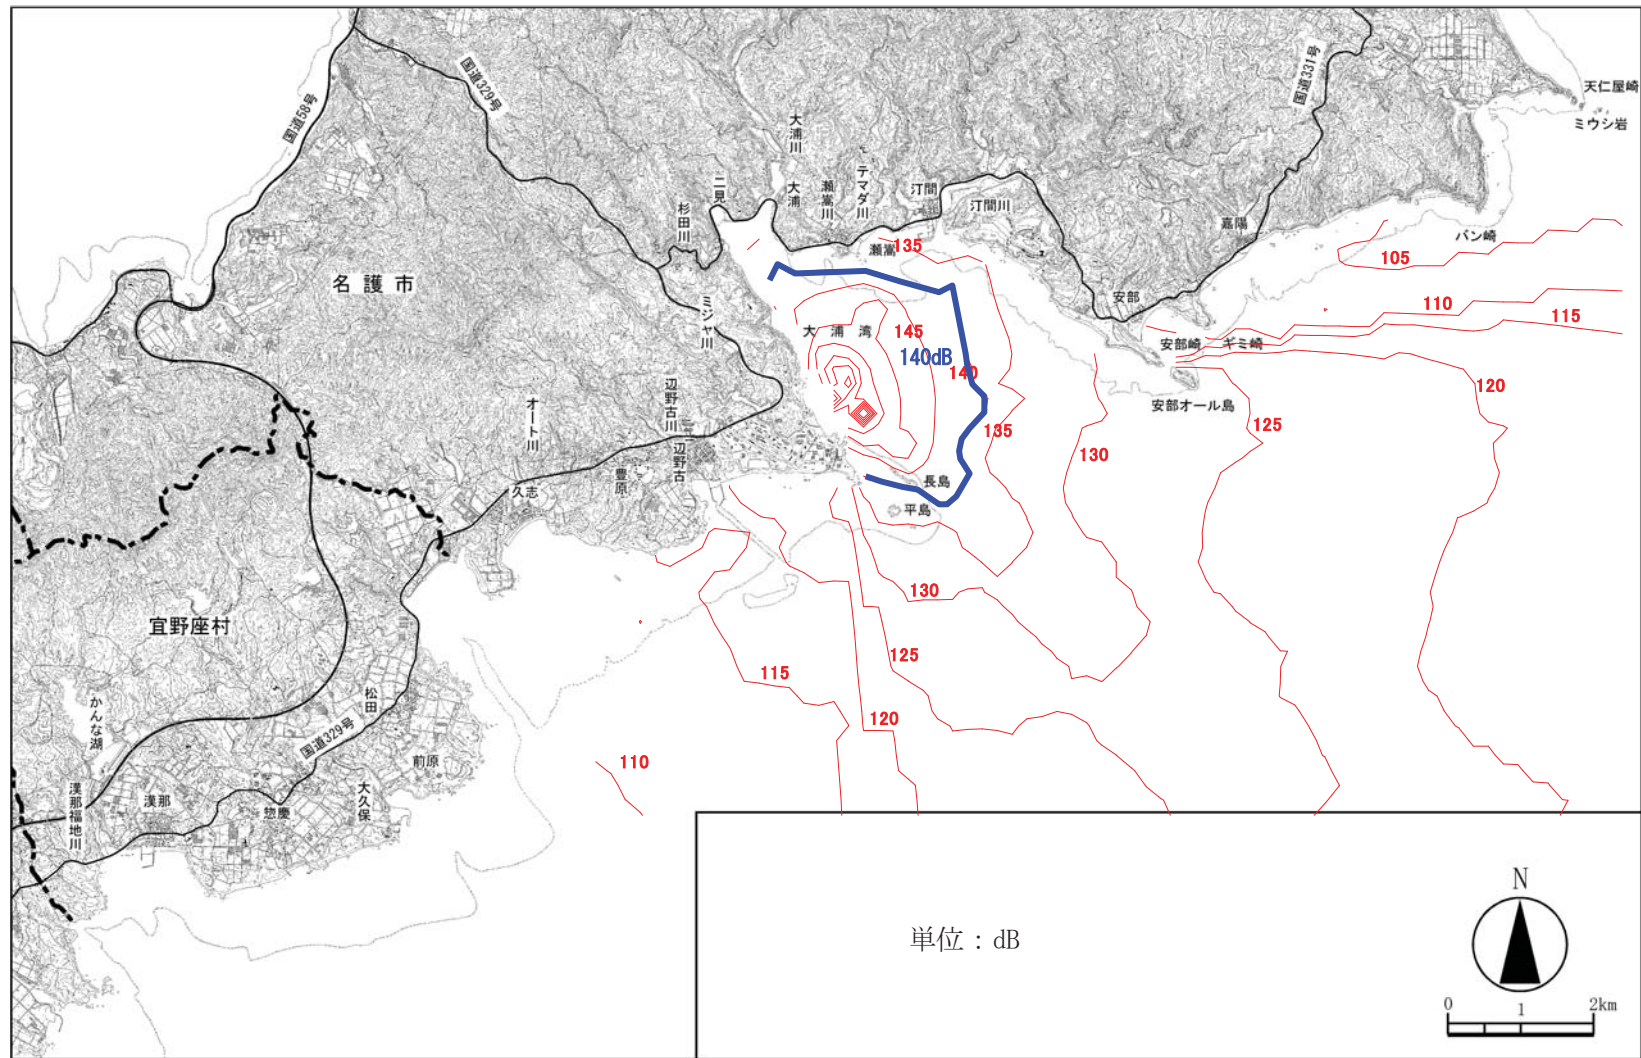 国道58号
国道329号
国道331号
天仁屋崎
ミウシ岩
バン崎
名護市
大浦川
二見
大浦
瀬嵩川
テマダ川
汀間
汀間川
杉田川
瀬嵩
嘉陽
安部
135
105
110
115
ミジャ川
大浦湾
145
140dB
140
安部崎
ギミ崎
120
安部オール島
125
135
130
オート川
辺野古川
辺野古
豊原
久志
長島
平島
130
宜野座村
125
115
120
110
かんな湖
松田
国道329号
前原
大久保
惣慶
漢那
漢那福地川
単位：dB
N
0 1 2km